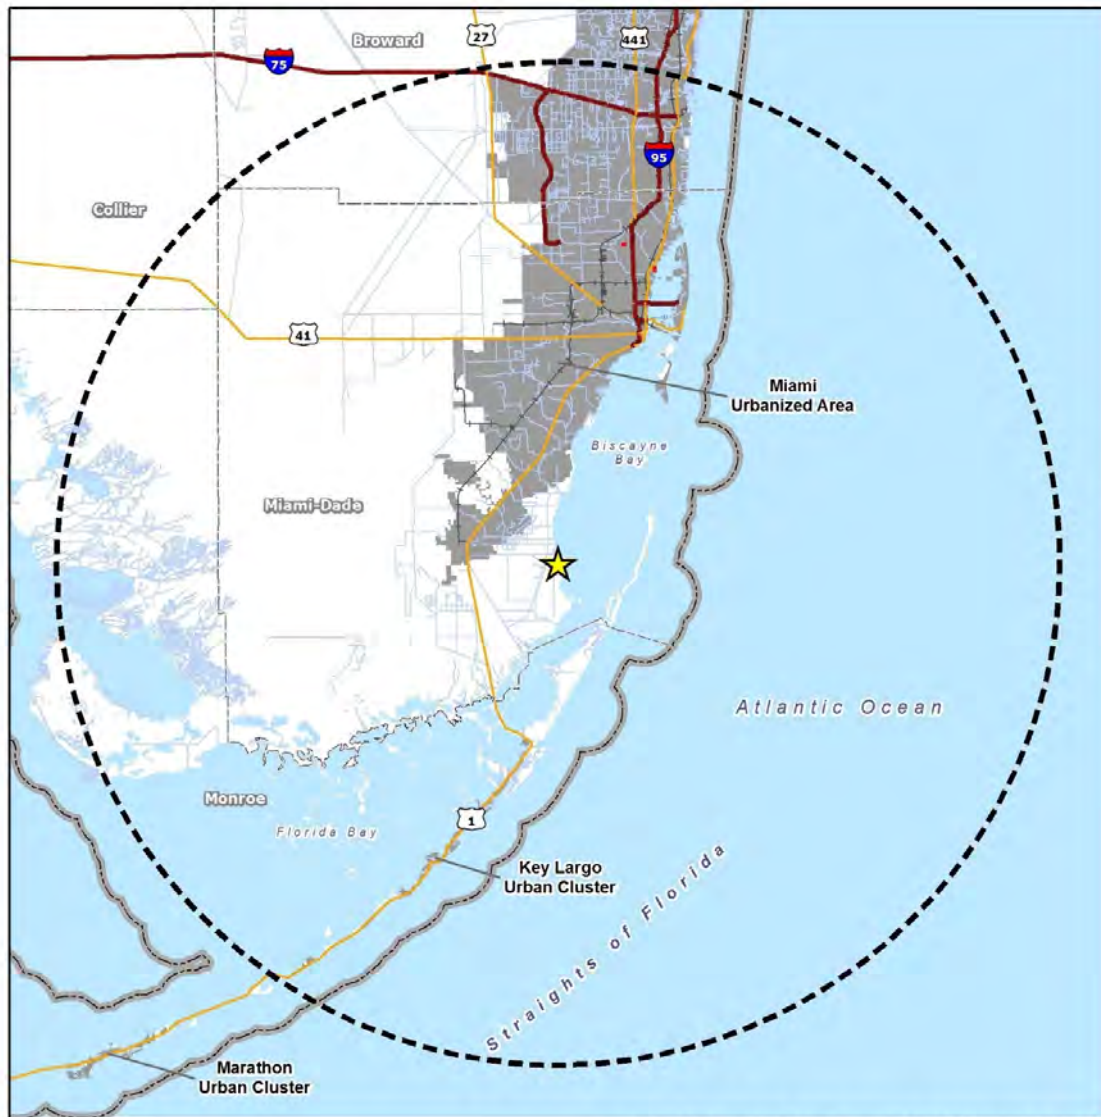 Broward
27
441
75
95
Collier
41
Miami
Urbanized Area
Biscayne
Bay
Miami-Dade
Atlantic Ocean
Monroe
1
Florida Bay
Key Largo
Urban Cluster
Straights of Florida
Marathon
Urban Cluster